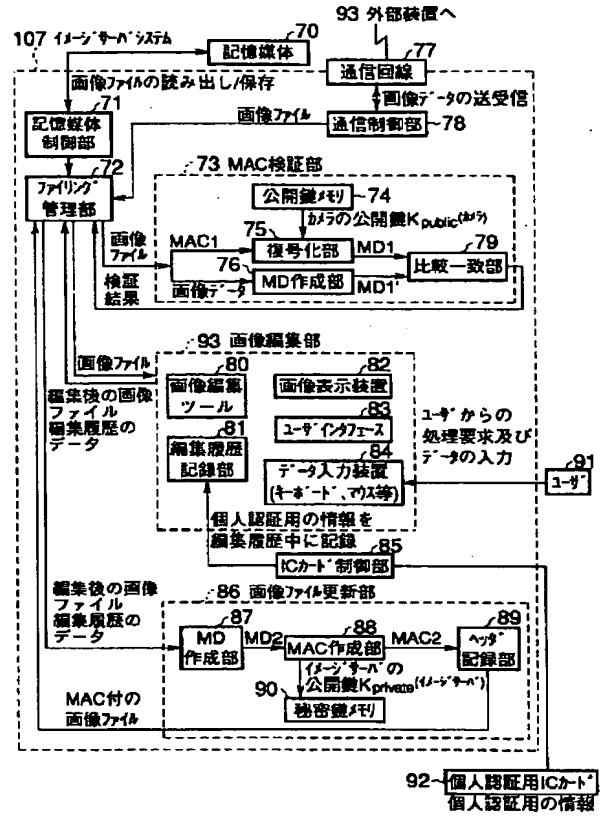 93 外部装置へ
107 イメージサーバシステム
70
記憶媒体
77
通信回線
画像ファイルの読み出し/保存
71
記憶媒体
制御部
画像ファイル
画像データの送受信
通信制御部
78
72
ファイリング
管理部
73 MAC検証部
公開鍵メモリ
74
カメラの公開鍵Kpublic(カメラ)
画像
ファイル
MAC1
75
復号化部
MD1
79
比較一致部
76
MD作成部
MD1'
検証
結果
画像データ
93 画像編集部
画像ファイル
80
画像編集
ツール
82
画像表示装置
83
ユーザインタフェース
編集後の画像
ファイル
編集履歴の
データ
81
編集履歴
記録部
84
データ入力装置
(キーボード、マウス等)
ユーザからの
処理要求及び
データの入力
91
ユーザ
個人認証用の情報を
編集履歴中に記録
85
ICカード制御部
86 画像ファイル更新部
編集後の画像
ファイル
編集履歴の
データ
87
MD
作成部
MD2
88
MAC作成部
MAC2
89
ヘッダ
記録部
イメージサーバの
公開鍵Kprivate(イメージサーバ)
90
秘密鍵メモリ
MAC付の
画像ファイル
92
個人認証用ICカード
個人認証用の情報